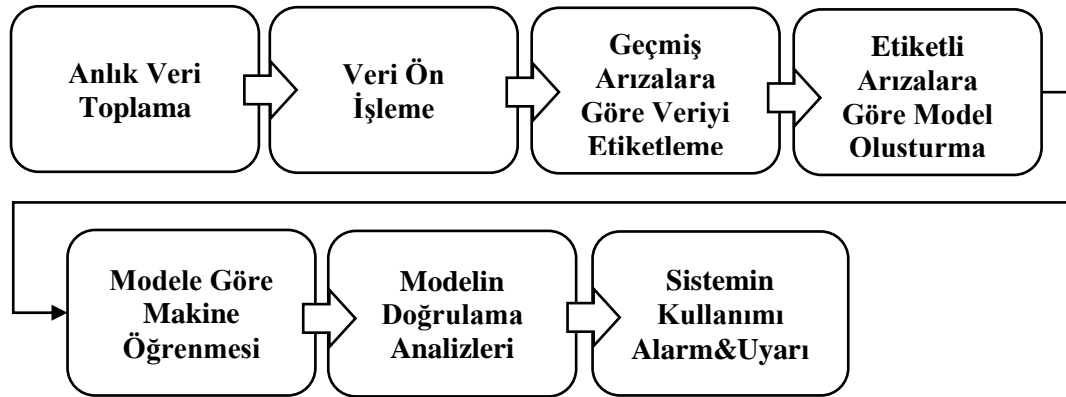 Anlık Veri
Toplama
Veri Ön
İşleme
Geçmiş
Arızalara
Göre Veriyi
Etiketleme
Etiketli
Arızalara
Göre Model
Olusturma
Modele Göre
Makine
Öğrenmesi
Modelin
Doğrulama
Analizleri
Sistemin
Kullanımı
Alarm&Uyarı